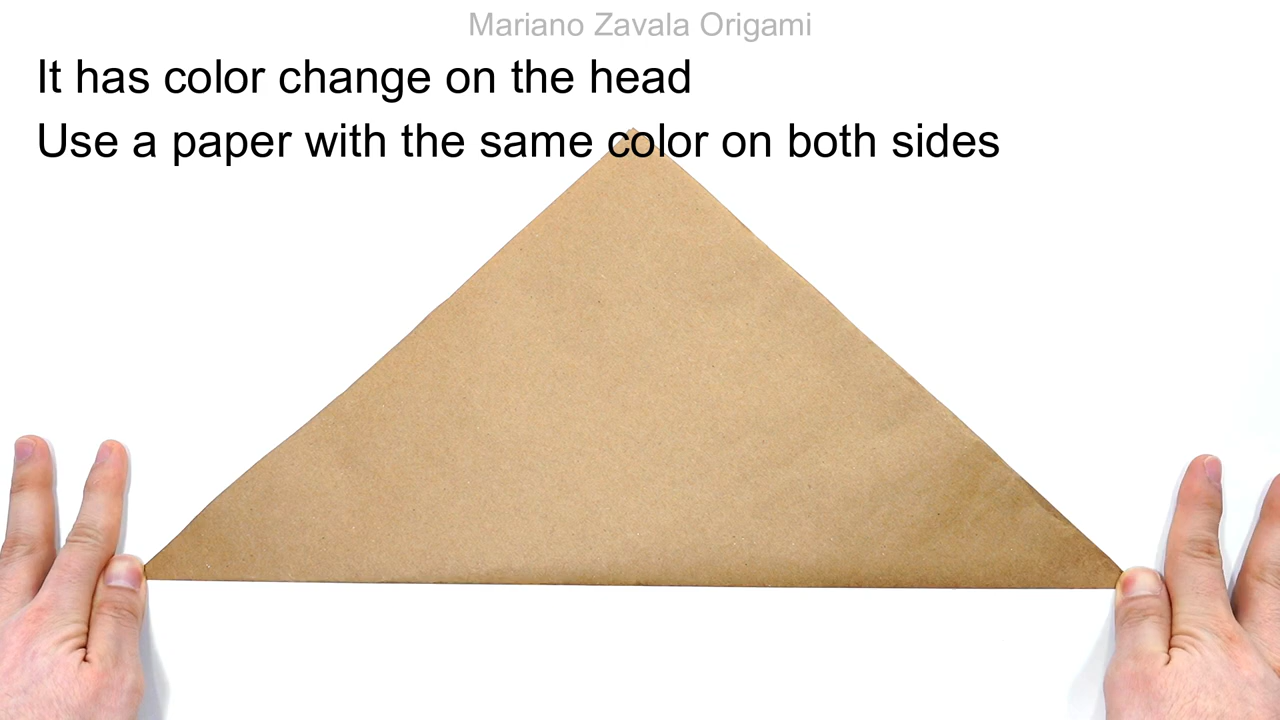 Mariano Zavala Origami
It has color change on the head
Use a paper with the same color on both sides